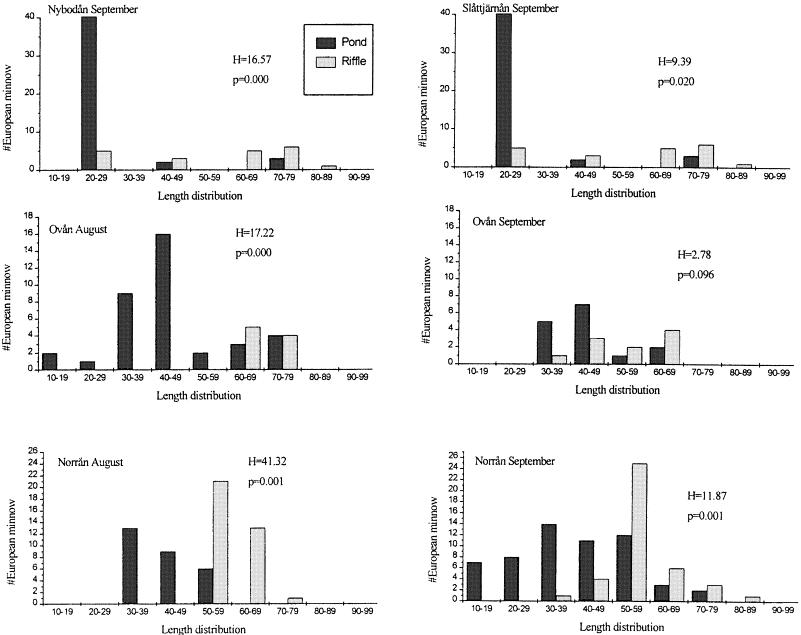 Nybodån September
#European minnow
40
30
20
10
0
H=16.57
p=0.000
Pond
Riffle
10-19 20-29 30-39 40-49 50-59 60-69 70-79 80-89 90-99
Length distribution
Slåttjärnån September
#European minnow
40
30
20
10
0
H=9.39
p=0.020
10-19 20-29 30-39 40-49 50-59 60-69 70-79 80-89 90-99
Length distribution
Ovån August
#European minnow
18
16
14
12
10
8
6
4
2
0
H=17.22
p=0.000
10-19 20-29 30-39 40-49 50-59 60-69 70-79 80-89 90-99
Length distribution
Ovån September
#European minnow
18
16
14
12
10
8
6
4
2
0
H=2.78
p=0.096
10-19 20-29 30-39 40-49 50-59 60-69 70-79 80-89 90-99
Length distribution
Norrån August
#European minnow
26
24
22
20
18
16
14
12
10
8
6
4
2
0
H=41.32
p=0.001
10-19 20-29 30-39 40-49 50-59 60-69 70-79 80-89 90-99
Length distribution
Norrån September
#European minnow
26
24
22
20
18
16
14
12
10
8
6
4
2
0
H=11.87
p=0.001
10-19 20-29 30-39 40-49 50-59 60-69 70-79 80-89 90-99
Length distribution